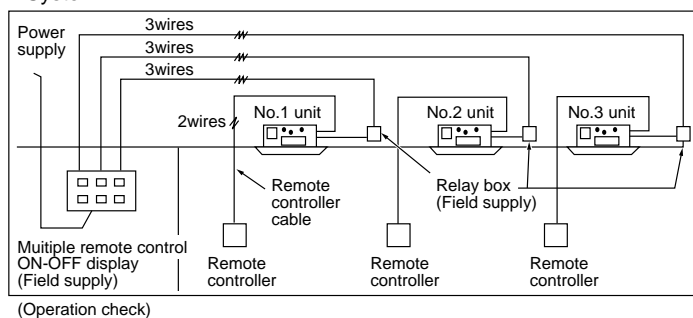 3wires
Power
supply
3wires
3wires
2wires
No.1 unit
No.2 unit
No.3 unit
Remote
controller
cable
Relay box
(Field supply)
Multiple remote control
ON-OFF display
(Field supply)
Remote
controller
Remote
controller
Remote
controller
(Operation check)